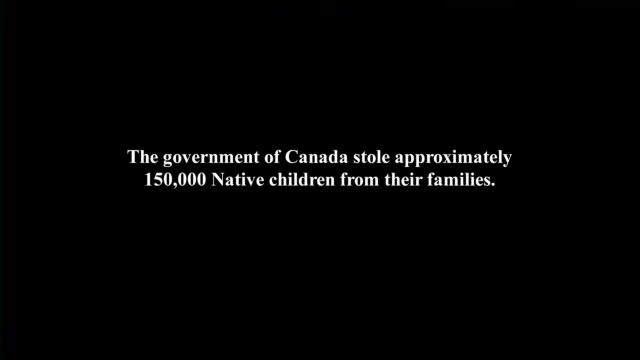 The government of Canada stole approximately
150,000 Native children from their families.